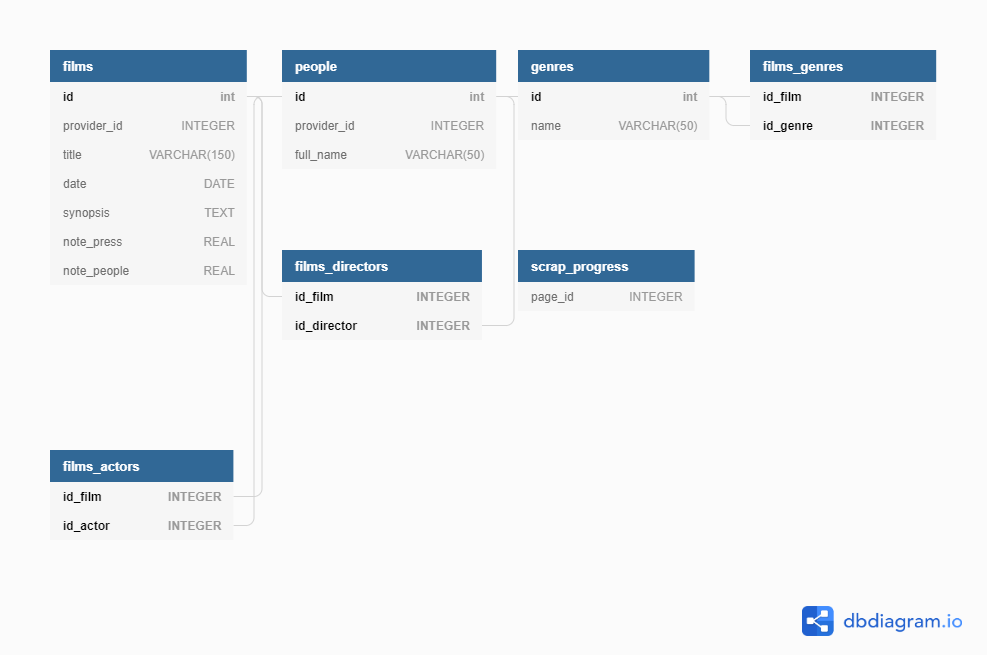 films
id int
provider_id INTEGER
title VARCHAR(150)
date DATE
synopsis TEXT
note_press REAL
note_people REAL
people
id int
provider_id INTEGER
full_name VARCHAR(50)
genres
id int
name VARCHAR(50)
films_genres
id_film INTEGER
id_genre INTEGER
films_directors
id_film INTEGER
id_director INTEGER
scrap_progress
page_id INTEGER
films_actors
id_film INTEGER
id_actor INTEGER
dbdiagram.io